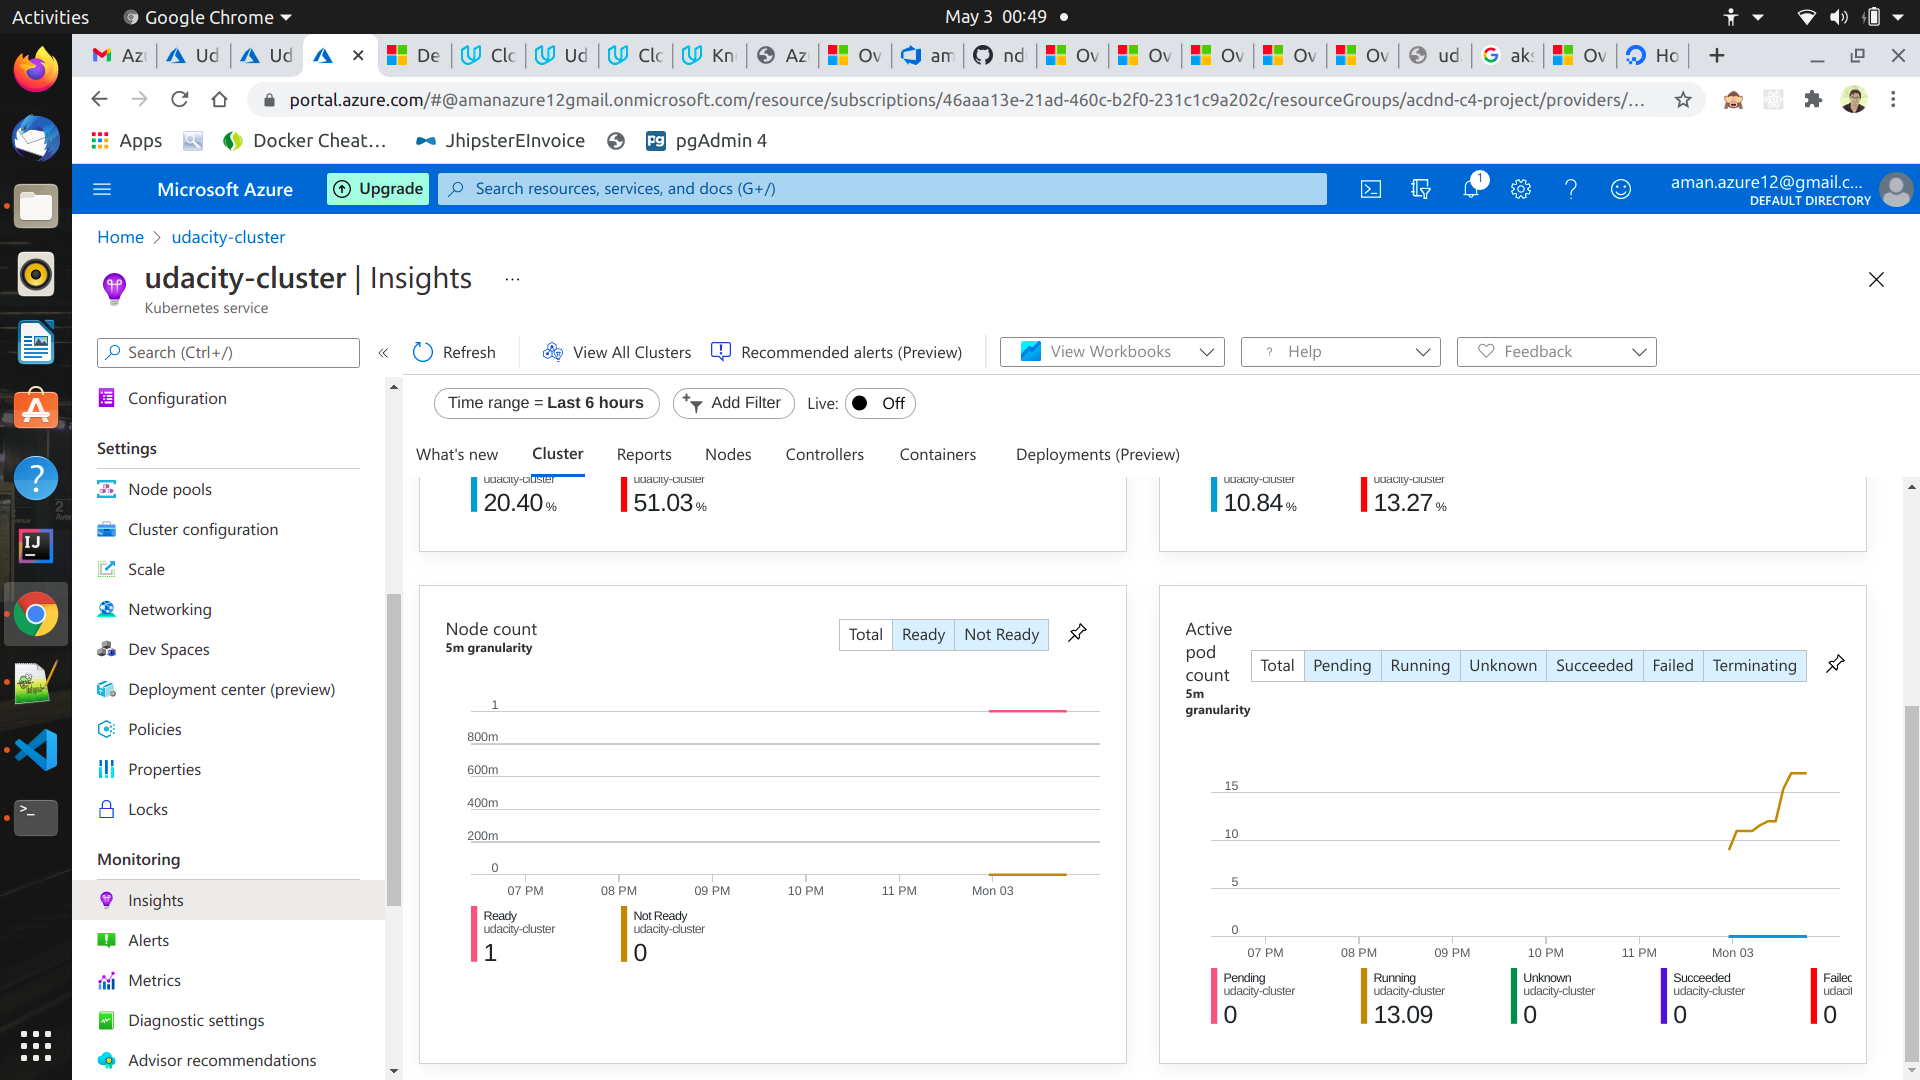 Activities
Google Chrome
May 3 00:49
Az
Ud
Ud
De
Clo
Ud
Clo
Kn
Az
Ov
am
nd
Ov
Ov
Ov
Ov
Ov
ud
aks
Ov
Ho
portal.azure.com/#@amanazure12gmail.onmicrosoft.com/resource/subscriptions/46aaa13e-21ad-460c-b2f0-231c1c9a202c/resourceGroups/acdnd-c4-project/providers/...
Apps
Docker Cheat...
JhipsterEInvoice
pg
pgAdmin 4
Microsoft Azure
Upgrade
Search resources, services, and docs (G+/)
1
aman.azure12@gmail.c...
DEFAULT DIRECTORY
Home > udacity-cluster
udacity-cluster | Insights ...
Kubernetes service
Search (Ctrl+/)
«
Refresh
View All Clusters
Recommended alerts (Preview)
View Workbooks
? Help
Feedback
Configuration
Settings
Node pools
Cluster configuration
Scale
Networking
Dev Spaces
Deployment center (preview)
Policies
Properties
Locks
Monitoring
Insights
Alerts
Metrics
Diagnostic settings
Advisor recommendations
Time range = Last 6 hours
Add Filter
Live: Off
What's new
Cluster
Reports
Nodes
Controllers
Containers
Deployments (Preview)
udacity-cluster
20.40 %
udacity-cluster
51.03 %
udacity-cluster
10.84 %
udacity-cluster
13.27 %
Node count
5m granularity
Total Ready Not Ready
1
800m
600m
400m
200m
0
07 PM 08 PM 09 PM 10 PM 11 PM Mon 03
Ready
udacity-cluster
1
Not Ready
udacity-cluster
0
Active
pod
count
5m
granularity
Total Pending Running Unknown Succeeded Failed Terminating
15
10
5
0
07 PM 08 PM 09 PM 10 PM 11 PM Mon 03
Pending
udacity-cluster
0
Running
udacity-cluster
13.09
Unknown
udacity-cluster
0
Succeeded
udacity-cluster
0
Failed
udacit
0
IJ
>_